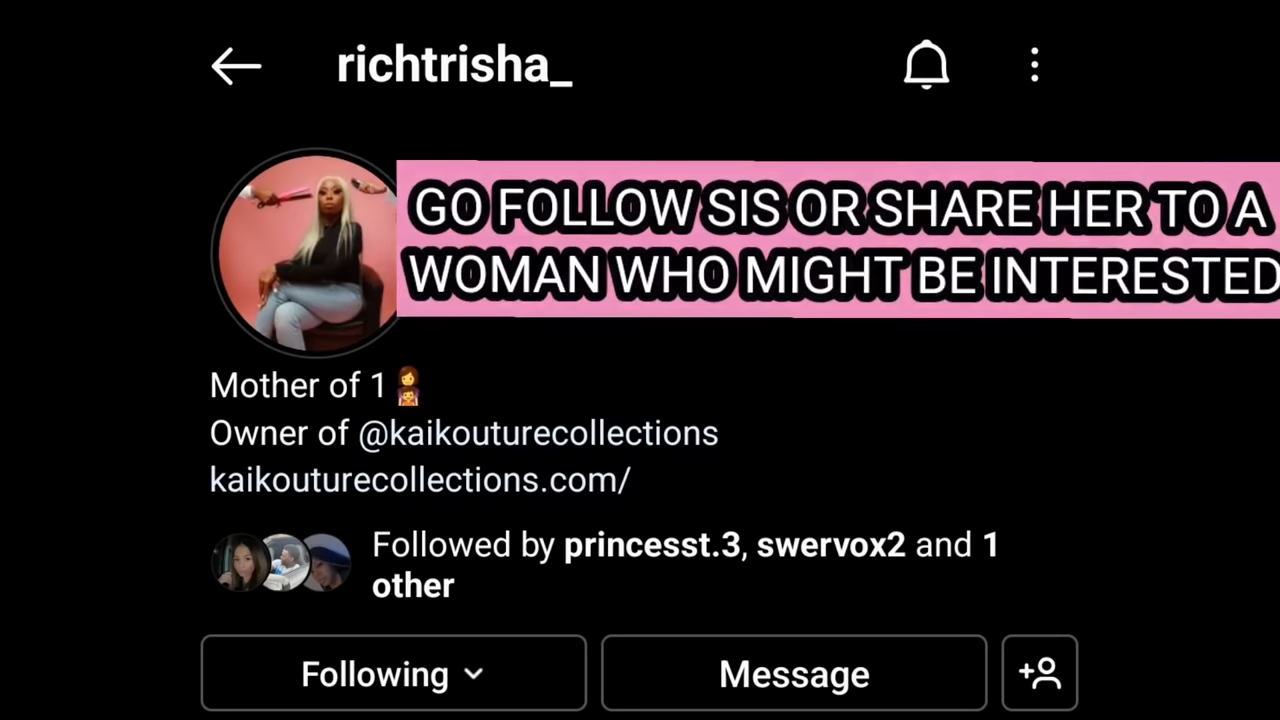 richtrisha_
GO FOLLOW SIS OR SHARE HER TO A
WOMAN WHO MIGHT BE INTERESTED
Mother of 1
Owner of @kaikouturecollections
kaikouturecollections.com/
Followed by princesst.3, swervox2 and 1
other
Following
Message